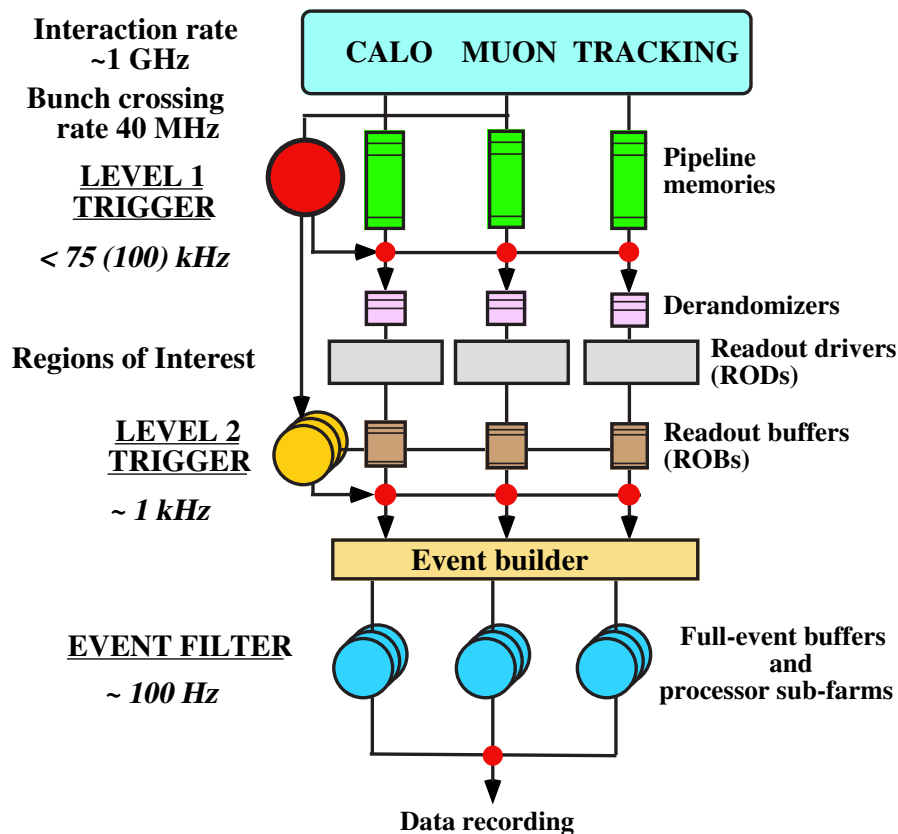 Interaction rate
~1 GHz
CALO MUON TRACKING
Bunch crossing
rate 40 MHz
LEVEL 1
TRIGGER
Pipeline
memories
< 75 (100) kHz
Derandomizers
Regions of Interest
Readout drivers
(RODs)
LEVEL 2
TRIGGER
Readout buffers
(ROBs)
~ 1 kHz
Event builder
EVENT FILTER
~ 100 Hz
Full-event buffers
and
processor sub-farms
Data recording